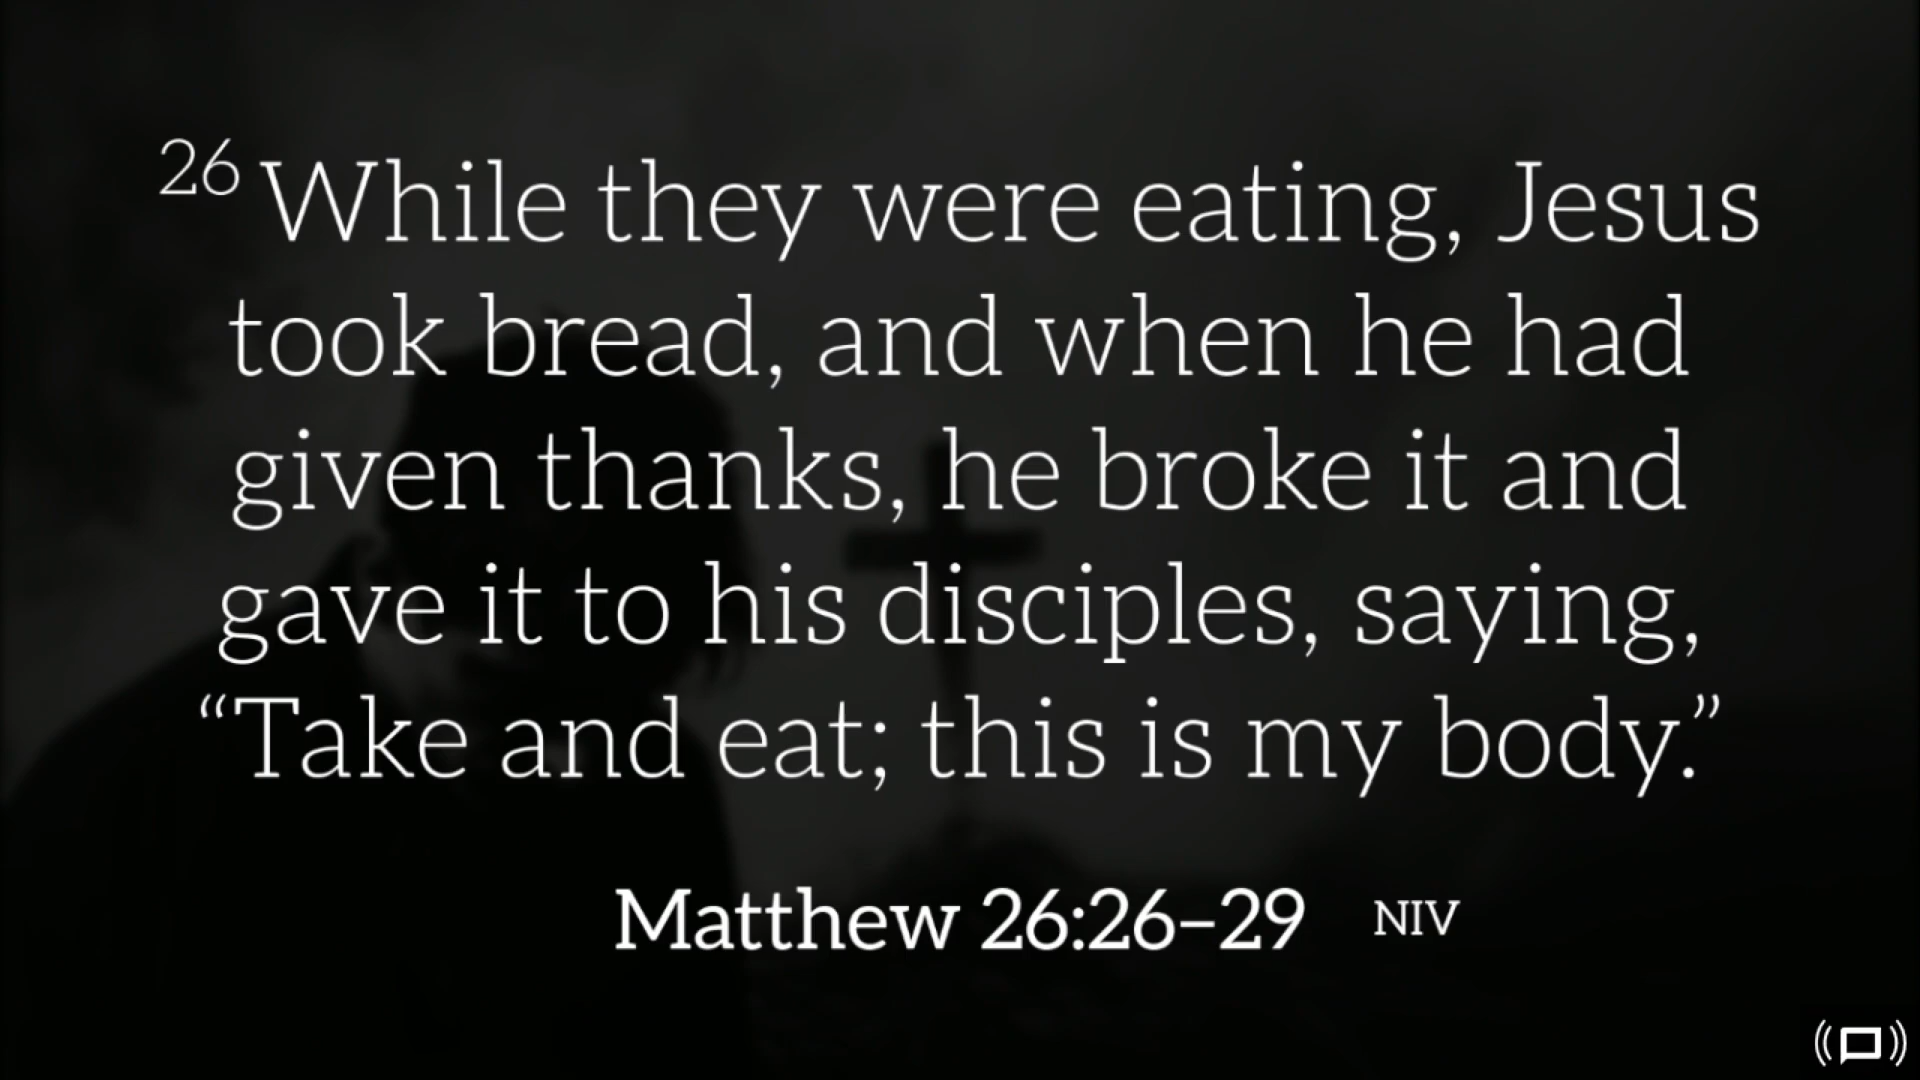 26 While they were eating, Jesus
took bread, and when he had
given thanks, he broke it and
gave it to his disciples, saying,
“Take and eat; this is my body.”
Matthew 26:26–29 NIV